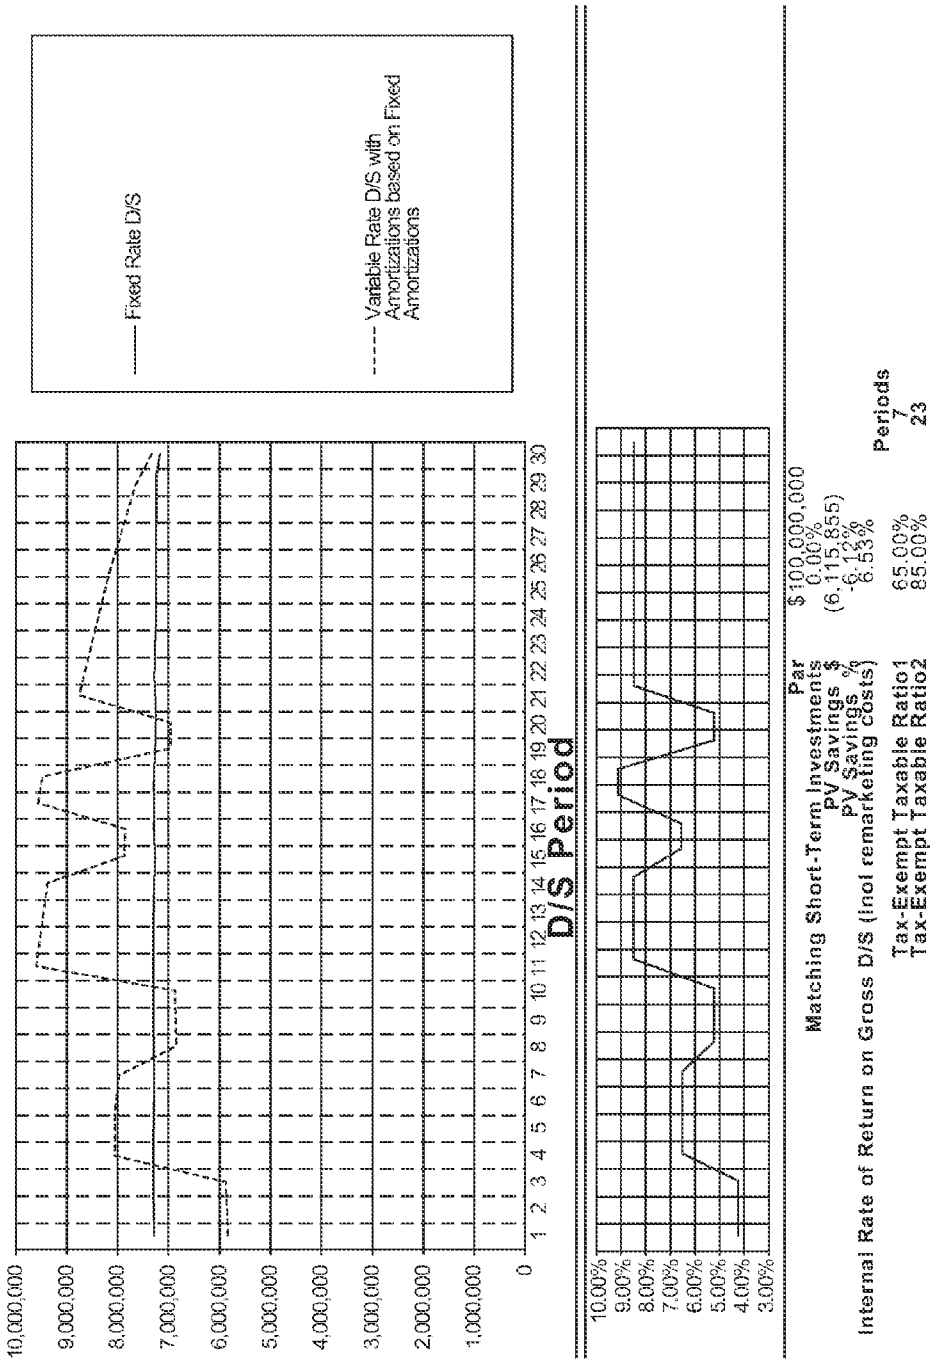 10,000,000
9,000,000
8,000,000
7,000,000
6,000,000
5,000,000
4,000,000
3,000,000
2,000,000
1,000,000
0
1 2 3 4 5 6 7 8 9 10 11 12 13 14 15 16 17 18 19 20 21 22 23 24 25 26 27 28 29 30
D/S Period
Fixed Rate D/S
Variable Rate D/S with
Amortizations based on Fixed
Amortizations
10.00%
9.00%
8.00%
7.00%
6.00%
5.00%
4.00%
3.00%
Par $100,000,000
Matching Short-Term Investments 0.00%
PV Savings $ (6,115,855)
PV Savings % -6.12%
Internal Rate of Return on Gross D/S (Incl remarketing costs) 6.53%
Periods
Tax-Exempt Taxable Ratio1 65.00% 7
Tax-Exempt Taxable Ratio2 85.00% 23